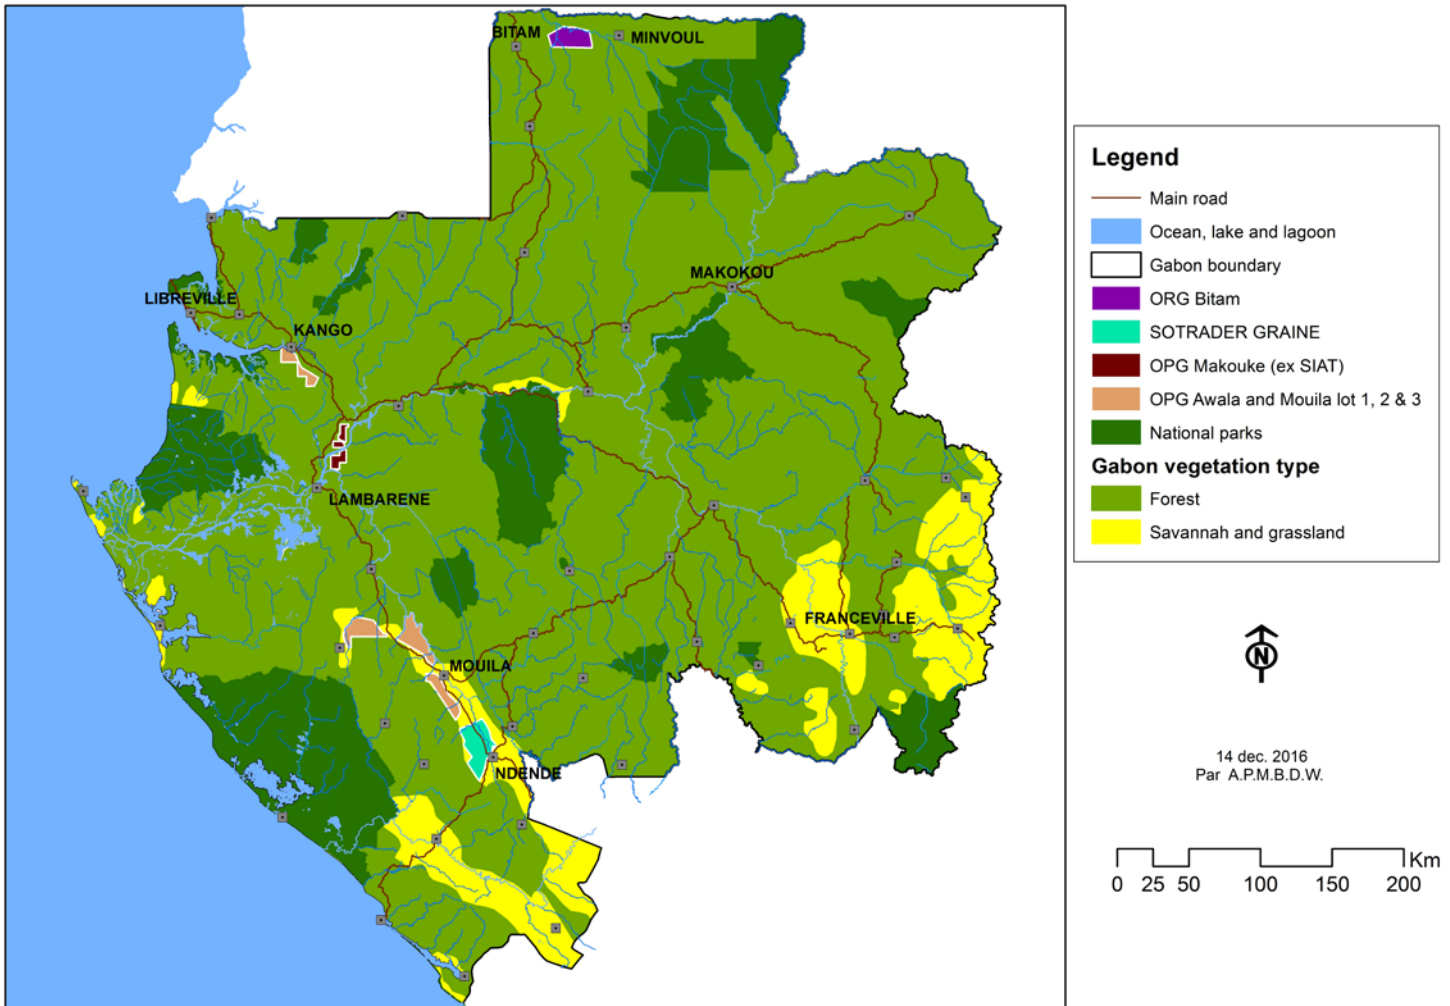 BITAM
MINVOUL
MAKOKOU
LIBREVILLE
KANGO
LAMBARENE
FRANCEVILLE
MOUILA
NDENDE
Legend
Main road
Ocean, lake and lagoon
Gabon boundary
ORG Bitam
SOTRADER GRAINE
OPG Makouke (ex SIAT)
OPG Awala and Mouila lot 1, 2 & 3
National parks
Gabon vegetation type
Forest
Savannah and grassland
N
14 dec. 2016
Par A.P.M.B.D.W.
Km
0 25 50 100 150 200